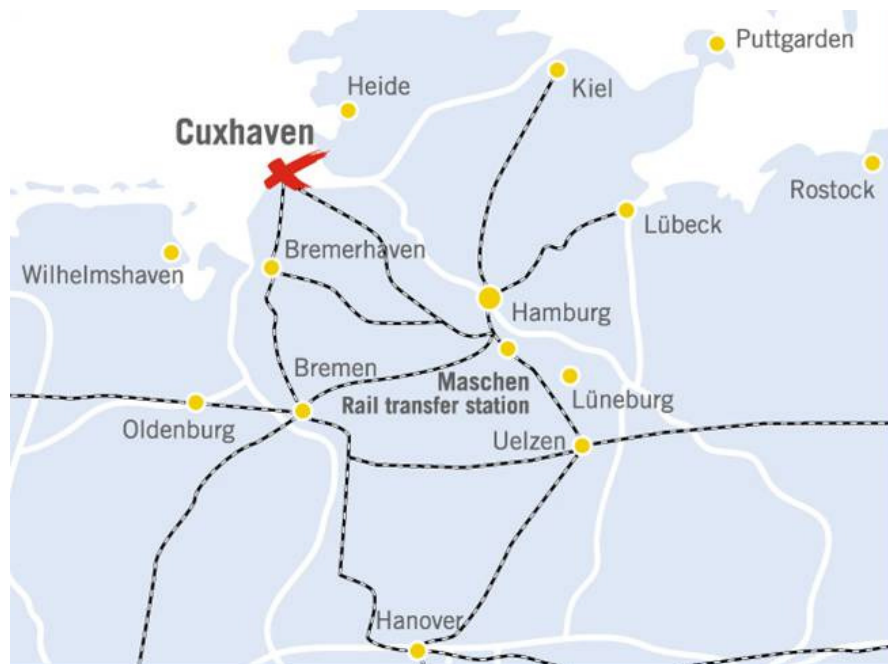 Puttgarden
Heide
Kiel
Cuxhaven
Rostock
Lübeck
Bremerhaven
Wilhelmshaven
Hamburg
Bremen
Maschen
Rail transfer station
Lüneburg
Oldenburg
Uelzen
Hanover